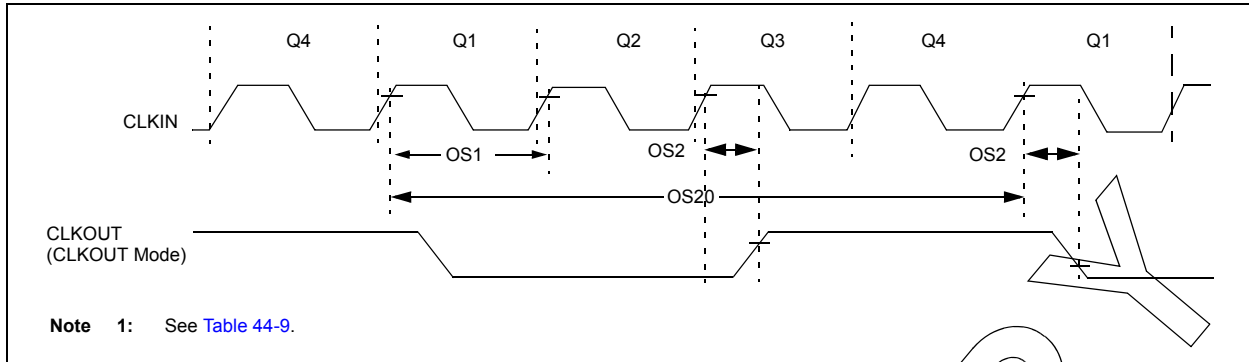 Q4 Q1 Q2 Q3 Q4 Q1
CLKIN
OS1 OS2 OS2
OS20
CLKOUT
(CLKOUT Mode)
Note 1: See Table 44-9.